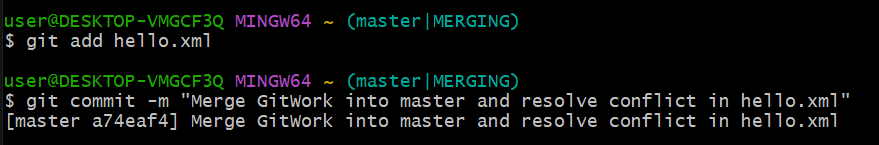 user@DESKTOP-VMGCF3Q MINGW64 ~ (master|MERGING)
$ git add hello.xml
user@DESKTOP-VMGCF3Q MINGW64 ~ (master|MERGING)
$ git commit -m "Merge GitWork into master and resolve conflict in hello.xml"
[master a74eaf4] Merge GitWork into master and resolve conflict in hello.xml